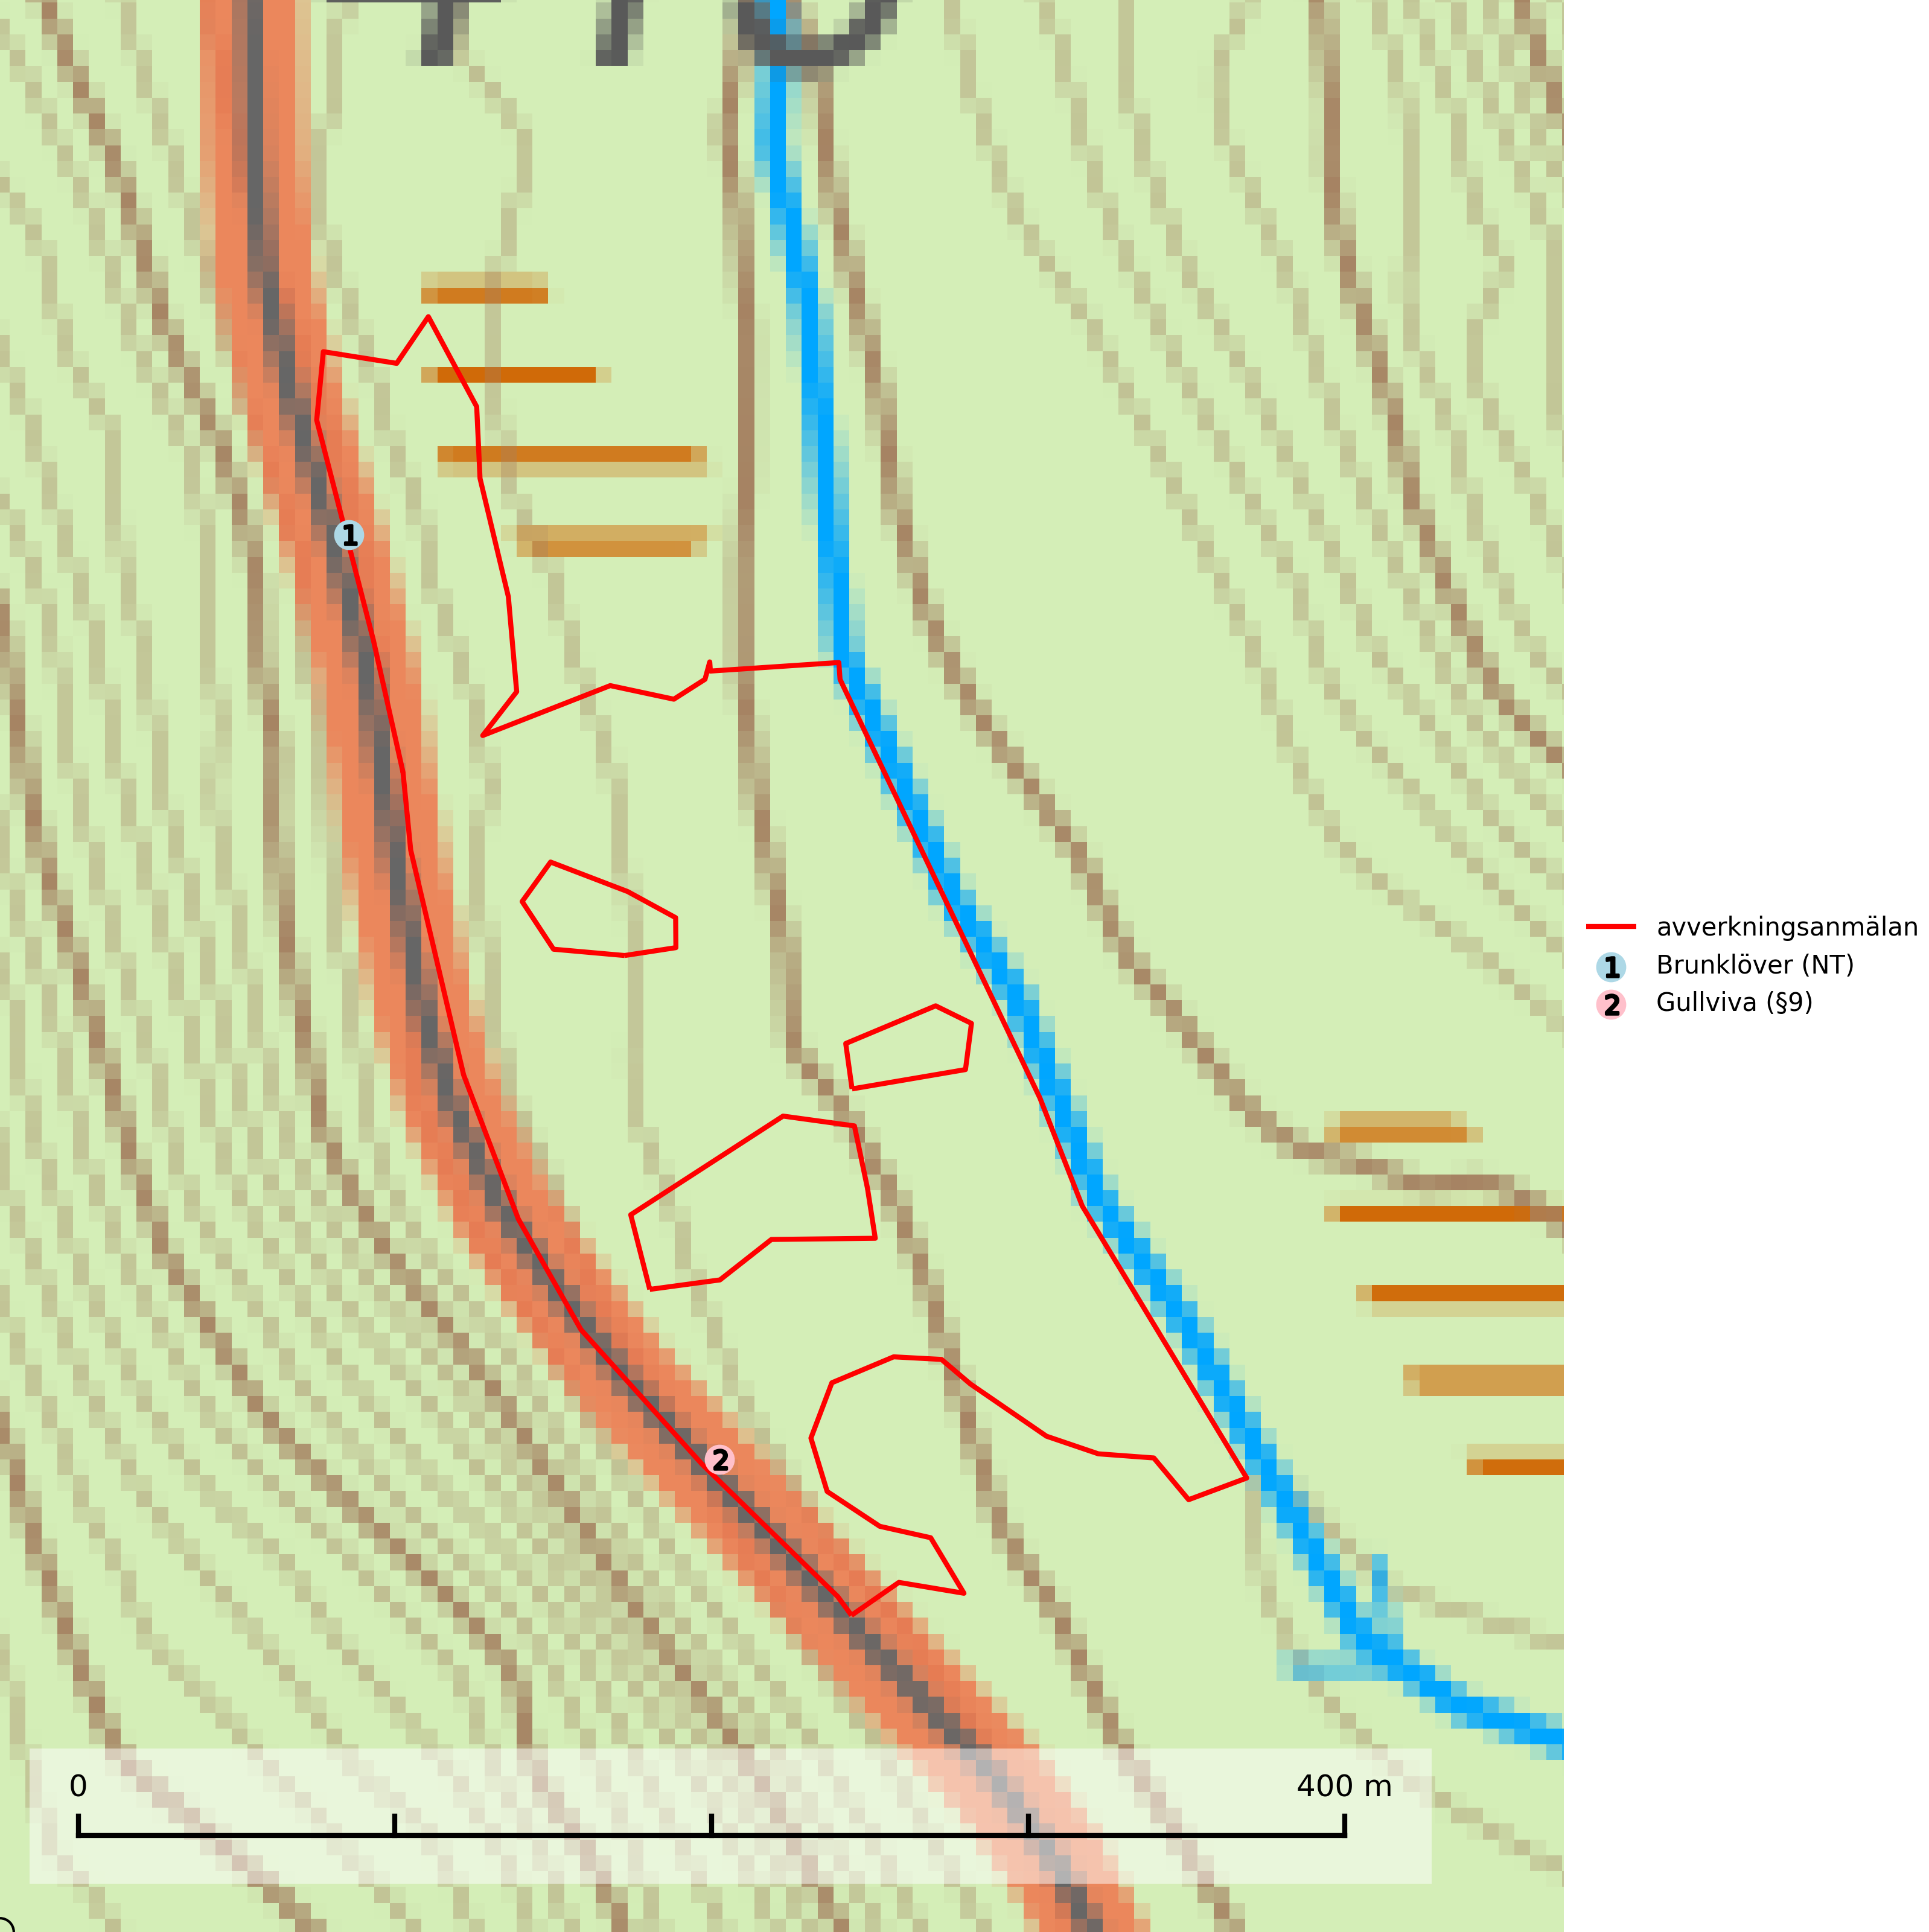 1
avverkningsanmälan
1 Brunklöver (NT)
2 Gullviva (§9)
2
0 400 m